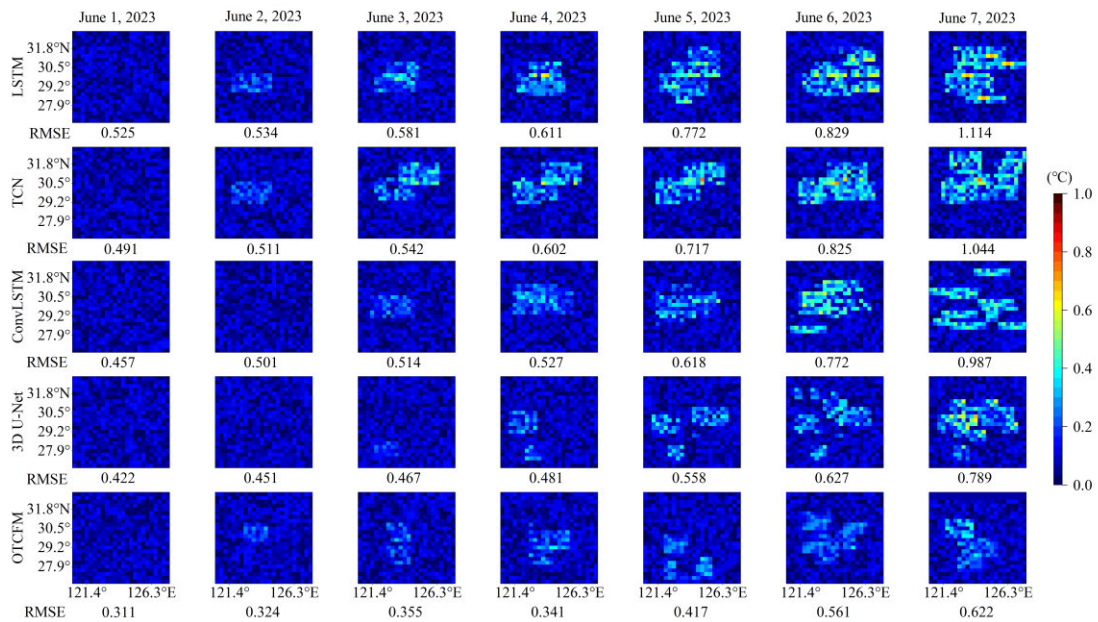 June 1, 2023 June 2, 2023 June 3, 2023 June 4, 2023 June 5, 2023 June 6, 2023 June 7, 2023
LSTM
31.8°N
30.5°
29.2°
27.9°
RMSE 0.525 0.534 0.581 0.611 0.772 0.829 1.114
TCN
31.8°N
30.5°
29.2°
27.9°
RMSE 0.491 0.511 0.542 0.602 0.717 0.825 1.044
ConvLSTM
31.8°N
30.5°
29.2°
27.9°
RMSE 0.457 0.501 0.514 0.527 0.618 0.772 0.987
3D U-Net
31.8°N
30.5°
29.2°
27.9°
RMSE 0.422 0.451 0.467 0.481 0.558 0.627 0.789
OTCFM
31.8°N
30.5°
29.2°
27.9°
121.4° 126.3°E 121.4° 126.3°E 121.4° 126.3°E 121.4° 126.3°E 121.4° 126.3°E 121.4° 126.3°E 121.4° 126.3°E
RMSE 0.311 0.324 0.355 0.341 0.417 0.561 0.622
(°C)
1.0
0.8
0.6
0.4
0.2
0.0